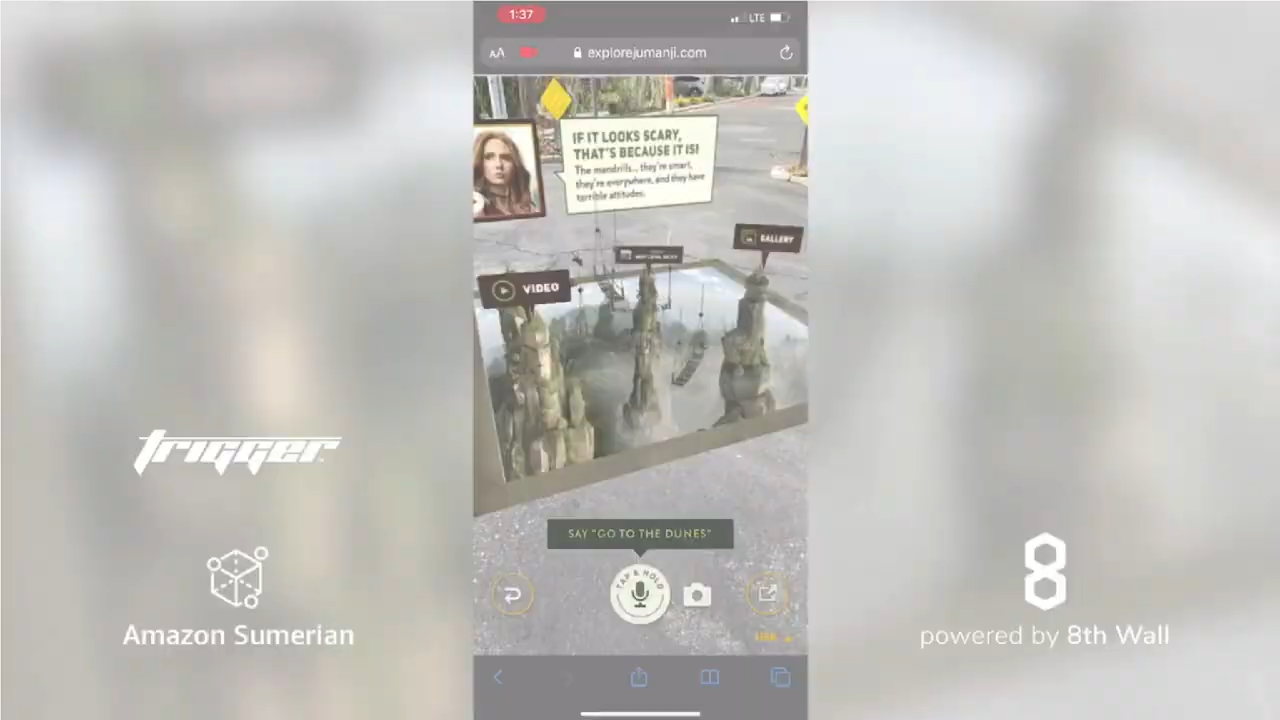 1:37
LTE
AA
explorejumanji.com
IF IT LOOKS SCARY,
THAT'S BECAUSE IT IS!
The mandrills... they're smart,
they're everywhere, and they have
terrible attitudes.
GALLERY
VIDEO
trigger
SAY "GO TO THE DUNES"
TAP & HOLD
Amazon Sumerian
8
powered by 8th Wall